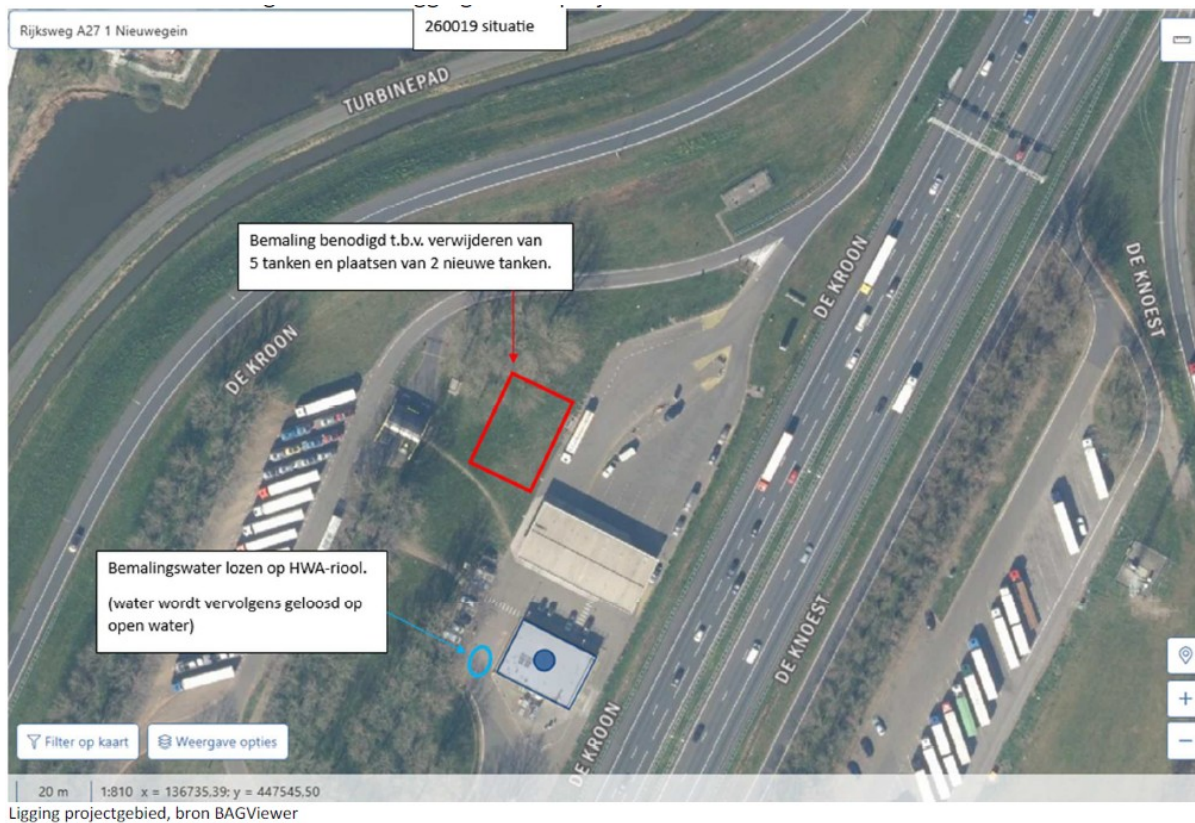 Rijksweg A27 1 Nieuwegein
260019 situatie
TURBINEPAD
Bemaling benodigd t.b.v. verwijderen van
5 tanken en plaatsen van 2 nieuwe tanken.
DE KROON
DE KROON
DE KNOEST
Bemalingswater lozen op HWA-riool.
(water wordt vervolgens geloosd op
open water)
DE KNOEST
DE KROON
Filter op kaart
Weergave opties
20 m
1:810 x = 136735.39; y = 447545,50
Ligging projectgebied, bron BAGViewer